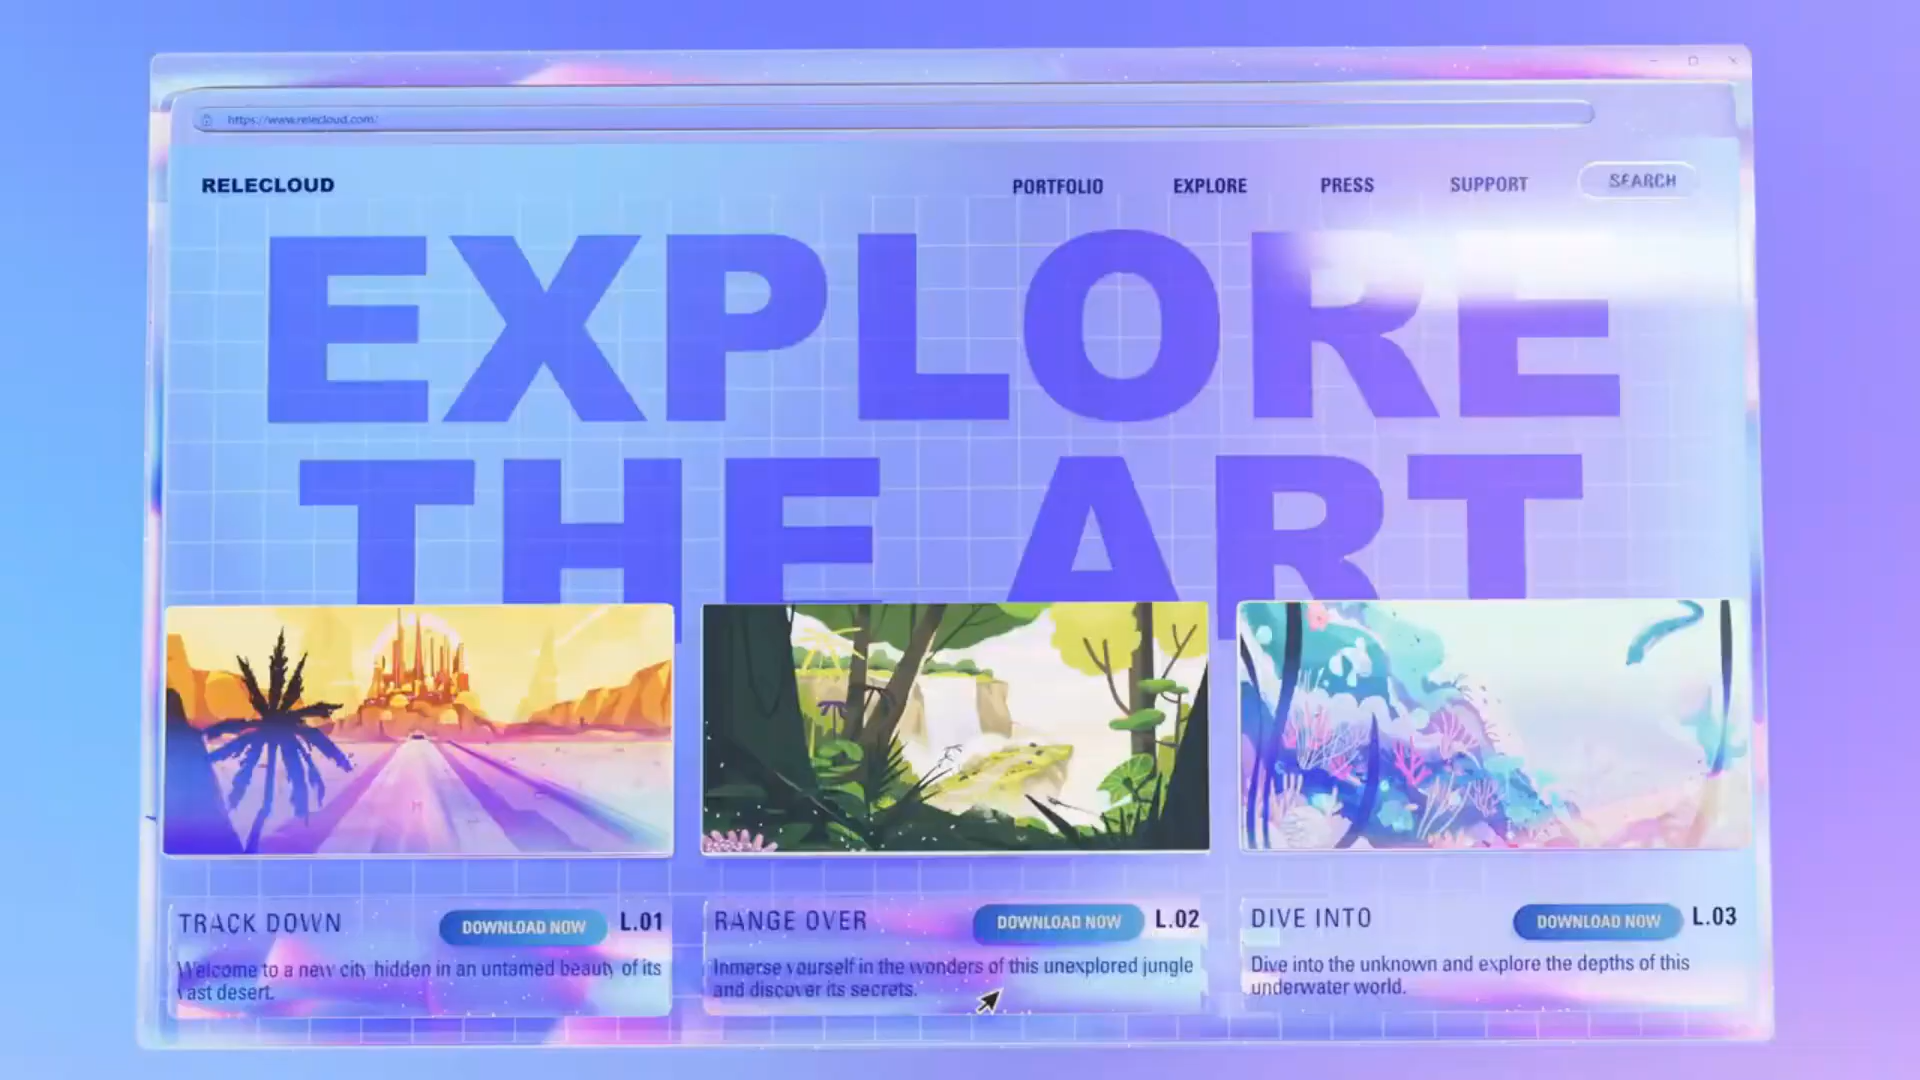 https://www.relecloud.com/
RELECLOUD
PORTFOLIO
EXPLORE
PRESS
SUPPORT
SEARCH
EXPLORE
THE ART
TRACK DOWN
DOWNLOAD NOW
L.01
Welcome to a new city hidden in an untamed beauty of its
vast desert.
RANGE OVER
DOWNLOAD NOW
L.02
Inmerse yourself in the wonders of this unexplored jungle
and discover its secrets.
DIVE INTO
DOWNLOAD NOW
L.03
Dive into the unknown and explore the depths of this
underwater world.